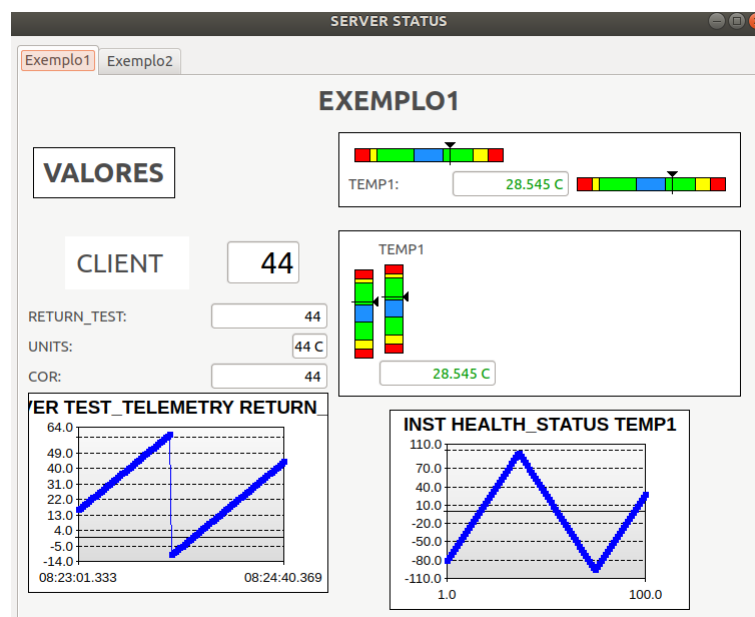 SERVER STATUS
Exemplo1 Exemplo2
EXEMPLO1
VALORES
TEMP1: 28.545 C
CLIENT 44
RETURN_TEST: 44
UNITS: 44 C
COR: 44
TEMP1
28.545 C
ER TEST_TELEMETRY RETURN_
64.0
49.0
40.0
31.0
22.0
13.0
4.0
-5.0
-14.0
08:23:01.333 08:24:40.369
INST HEALTH_STATUS TEMP1
110.0
70.0
40.0
10.0
-20.0
-50.0
-80.0
-110.0
1.0 100.0